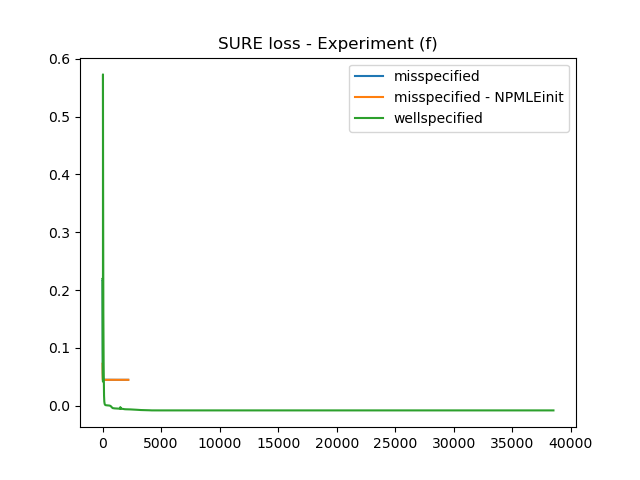 SURE loss - Experiment (f)
misspecified
misspecified - NPMLEinit
wellspecified
0.6
0.5
0.4
0.3
0.2
0.1
0.0
0 5000 10000 15000 20000 25000 30000 35000 40000